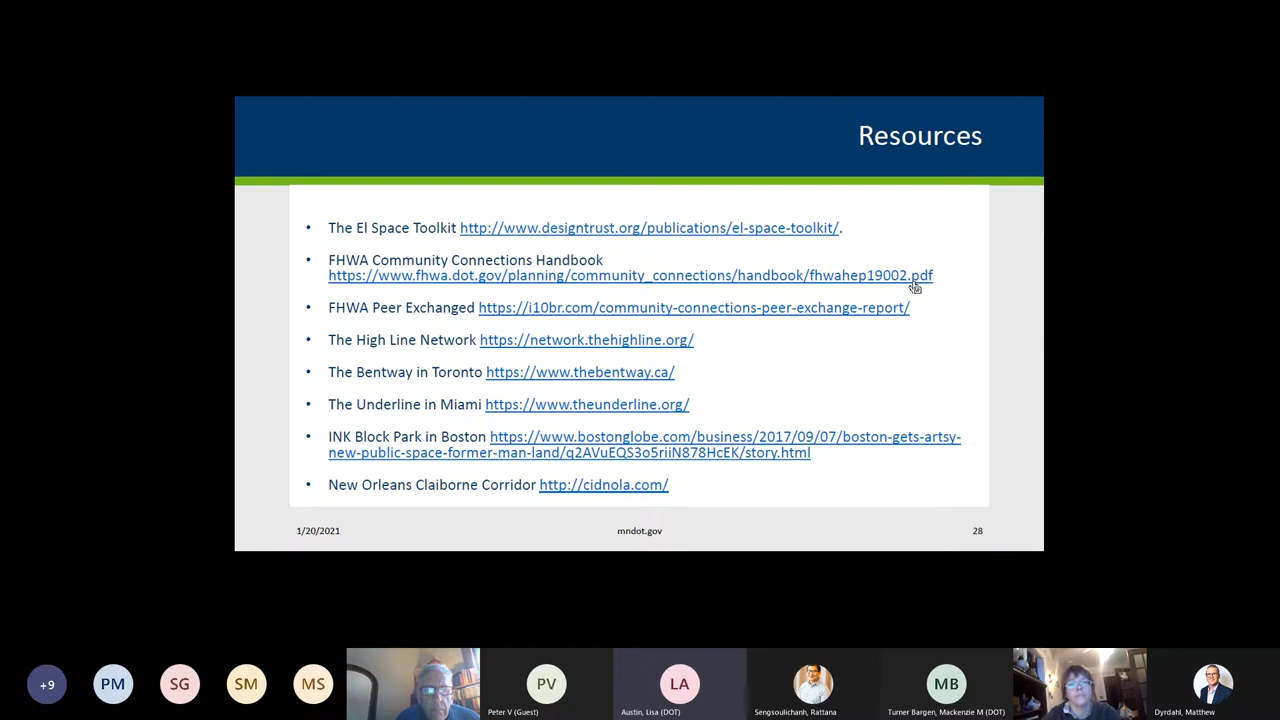 Resources
• The El Space Toolkit http://www.designtrust.org/publications/el-space-toolkit/.
• FHWA Community Connections Handbook
https://www.fhwa.dot.gov/planning/community_connections/handbook/fhwahep19002.pdf
• FHWA Peer Exchanged https://i10br.com/community-connections-peer-exchange-report/
• The High Line Network https://network.thehighline.org/
• The Bentway in Toronto https://www.thebentway.ca/
• The Underline in Miami https://www.theunderline.org/
• INK Block Park in Boston https://www.bostonglobe.com/business/2017/09/07/boston-gets-artsy-
new-public-space-former-man-land/q2AVuEQS3o5riiN878HcEK/story.html
• New Orleans Claiborne Corridor http://cidnola.com/
1/20/2021 mndot.gov 28
+9 PM SG SM MS PV LA MB
Peter V (Guest) Austin, Lisa (DOT) Sengsoulichanh, Rattana Turner Bargen, Mackenzie M (DOT) Dyrdahl, Matthew